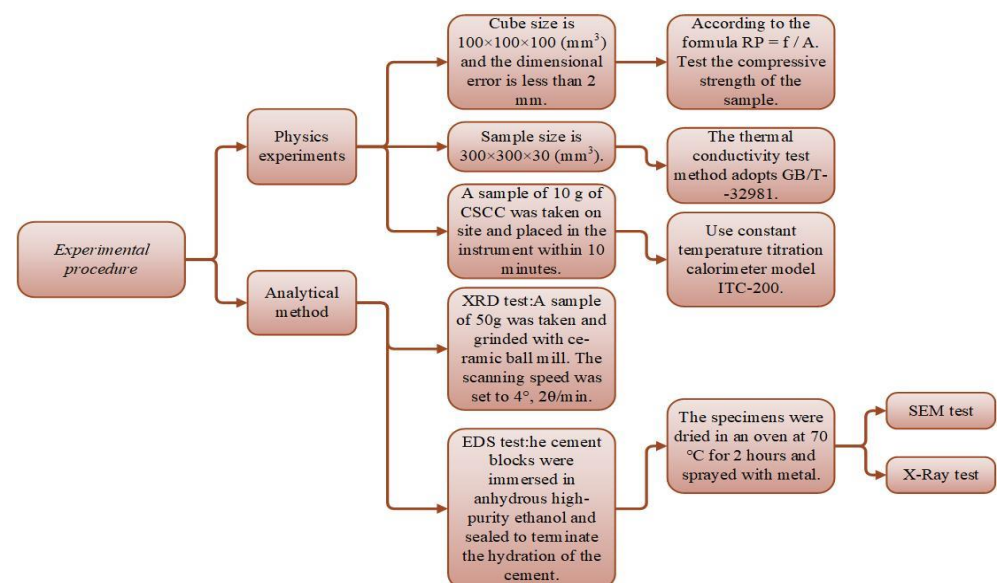 Experimental
procedure
Physics
experiments
Analytical
method
Cube size is
100×100×100 (mm³)
and the dimensional
error is less than 2
mm.
According to the
formula RP = f / A.
Test the compressive
strength of the
sample.
Sample size is
300×300×30 (mm³).
The thermal
conductivity test
method adopts GB/T-
-32981.
A sample of 10 g of
CSCC was taken on
site and placed in the
instrument within 10
minutes.
Use constant
temperature titration
calorimeter model
ITC-200.
XRD test:A sample
of 50g was taken and
grinded with ce-
ramic ball mill. The
scanning speed was
set to 4°, 2θ/min.
EDS test:he cement
blocks were
immersed in
anhydrous high-
purity ethanol and
sealed to terminate
the hydration of the
cement.
The specimens were
dried in an oven at 70
°C for 2 hours and
sprayed with metal.
SEM test
X-Ray test